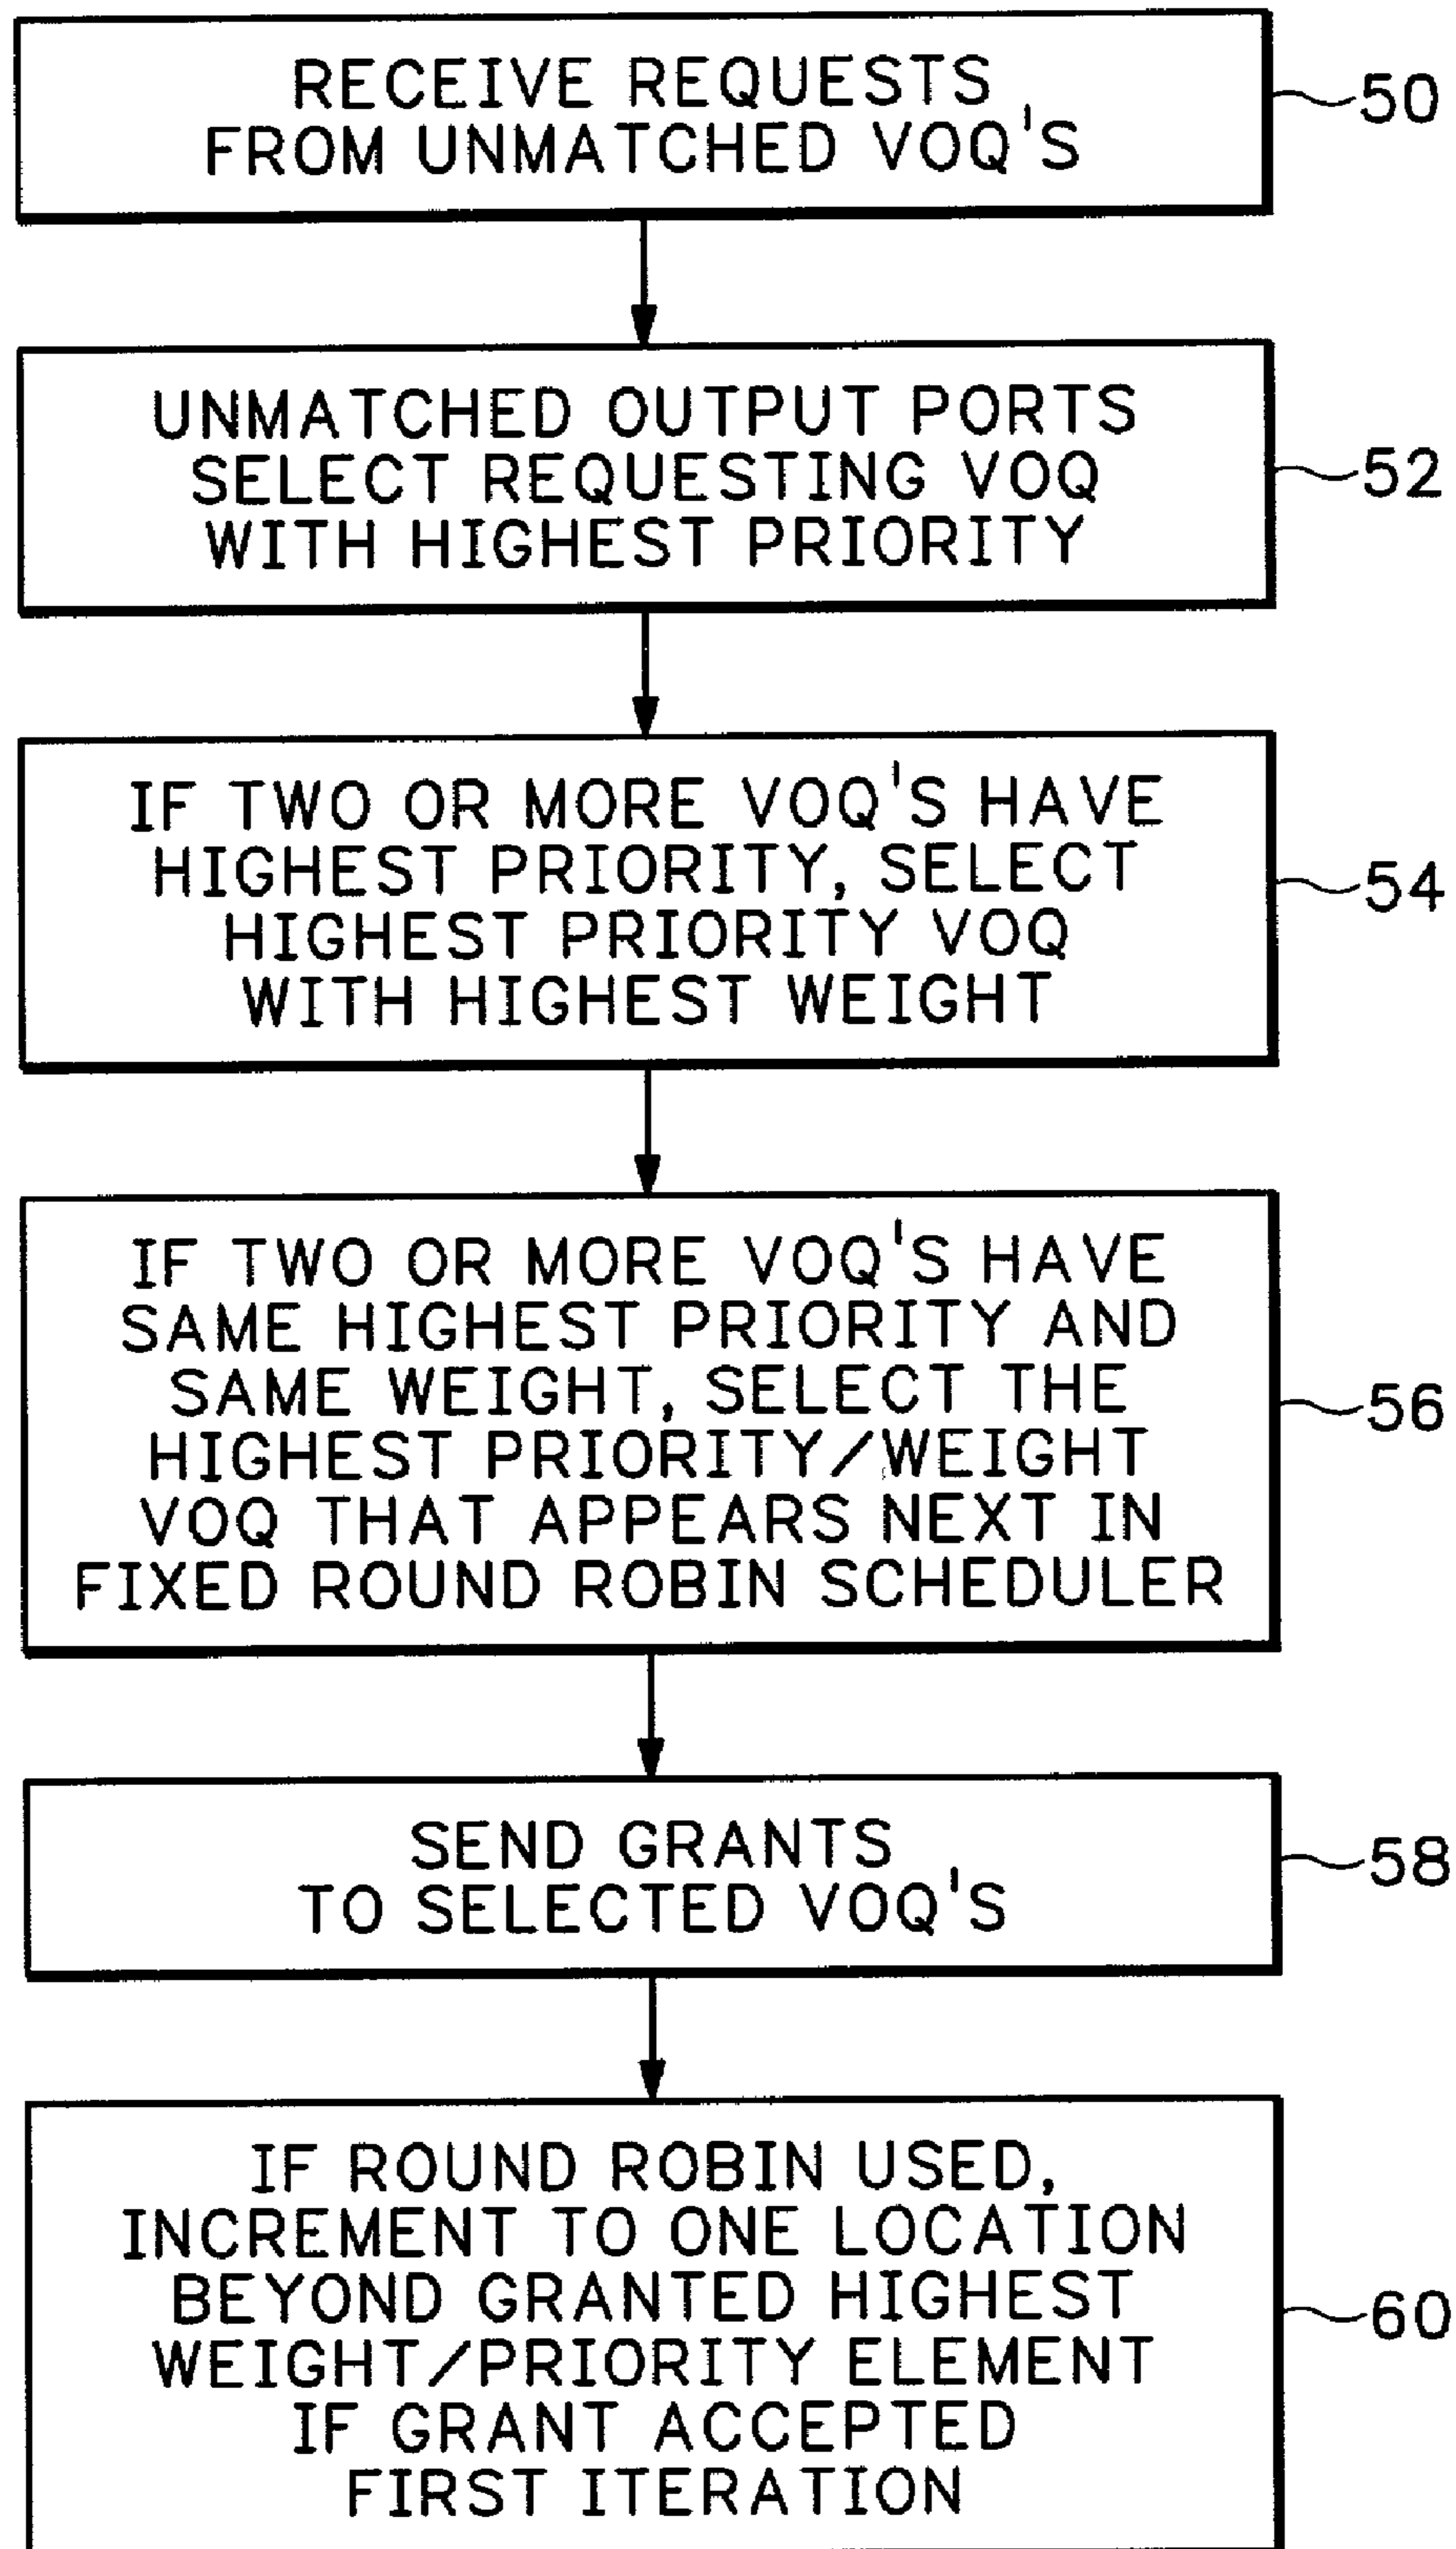 RECEIVE REQUESTS
FROM UNMATCHED VOQ'S
50
UNMATCHED OUTPUT PORTS
SELECT REQUESTING VOQ
WITH HIGHEST PRIORITY
52
IF TWO OR MORE VOQ'S HAVE
HIGHEST PRIORITY, SELECT
HIGHEST PRIORITY VOQ
WITH HIGHEST WEIGHT
54
IF TWO OR MORE VOQ'S HAVE
SAME HIGHEST PRIORITY AND
SAME WEIGHT, SELECT THE
HIGHEST PRIORITY/WEIGHT
VOQ THAT APPEARS NEXT IN
FIXED ROUND ROBIN SCHEDULER
56
SEND GRANTS
TO SELECTED VOQ'S
58
IF ROUND ROBIN USED,
INCREMENT TO ONE LOCATION
BEYOND GRANTED HIGHEST
WEIGHT/PRIORITY ELEMENT
IF GRANT ACCEPTED
FIRST ITERATION
60